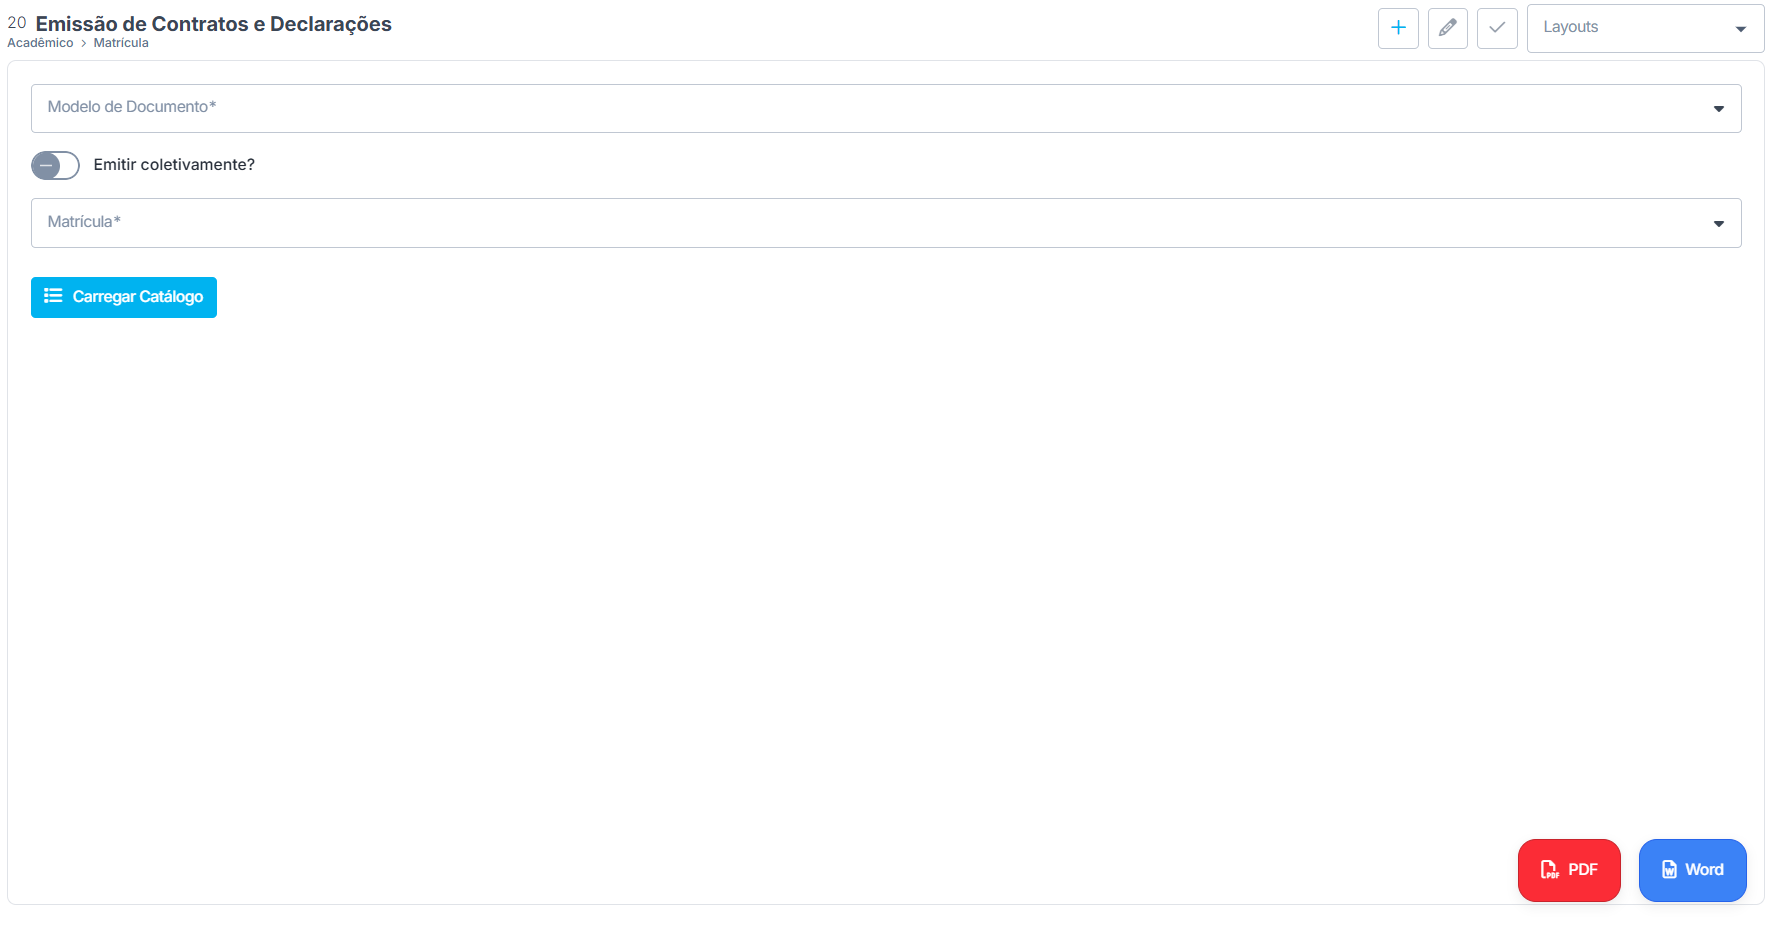 20 Emissão de Contratos e Declarações
Acadêmico > Matrícula
Layouts
Modelo de Documento*
Emitir coletivamente?
Matrícula*
Carregar Catálogo
PDF
Word